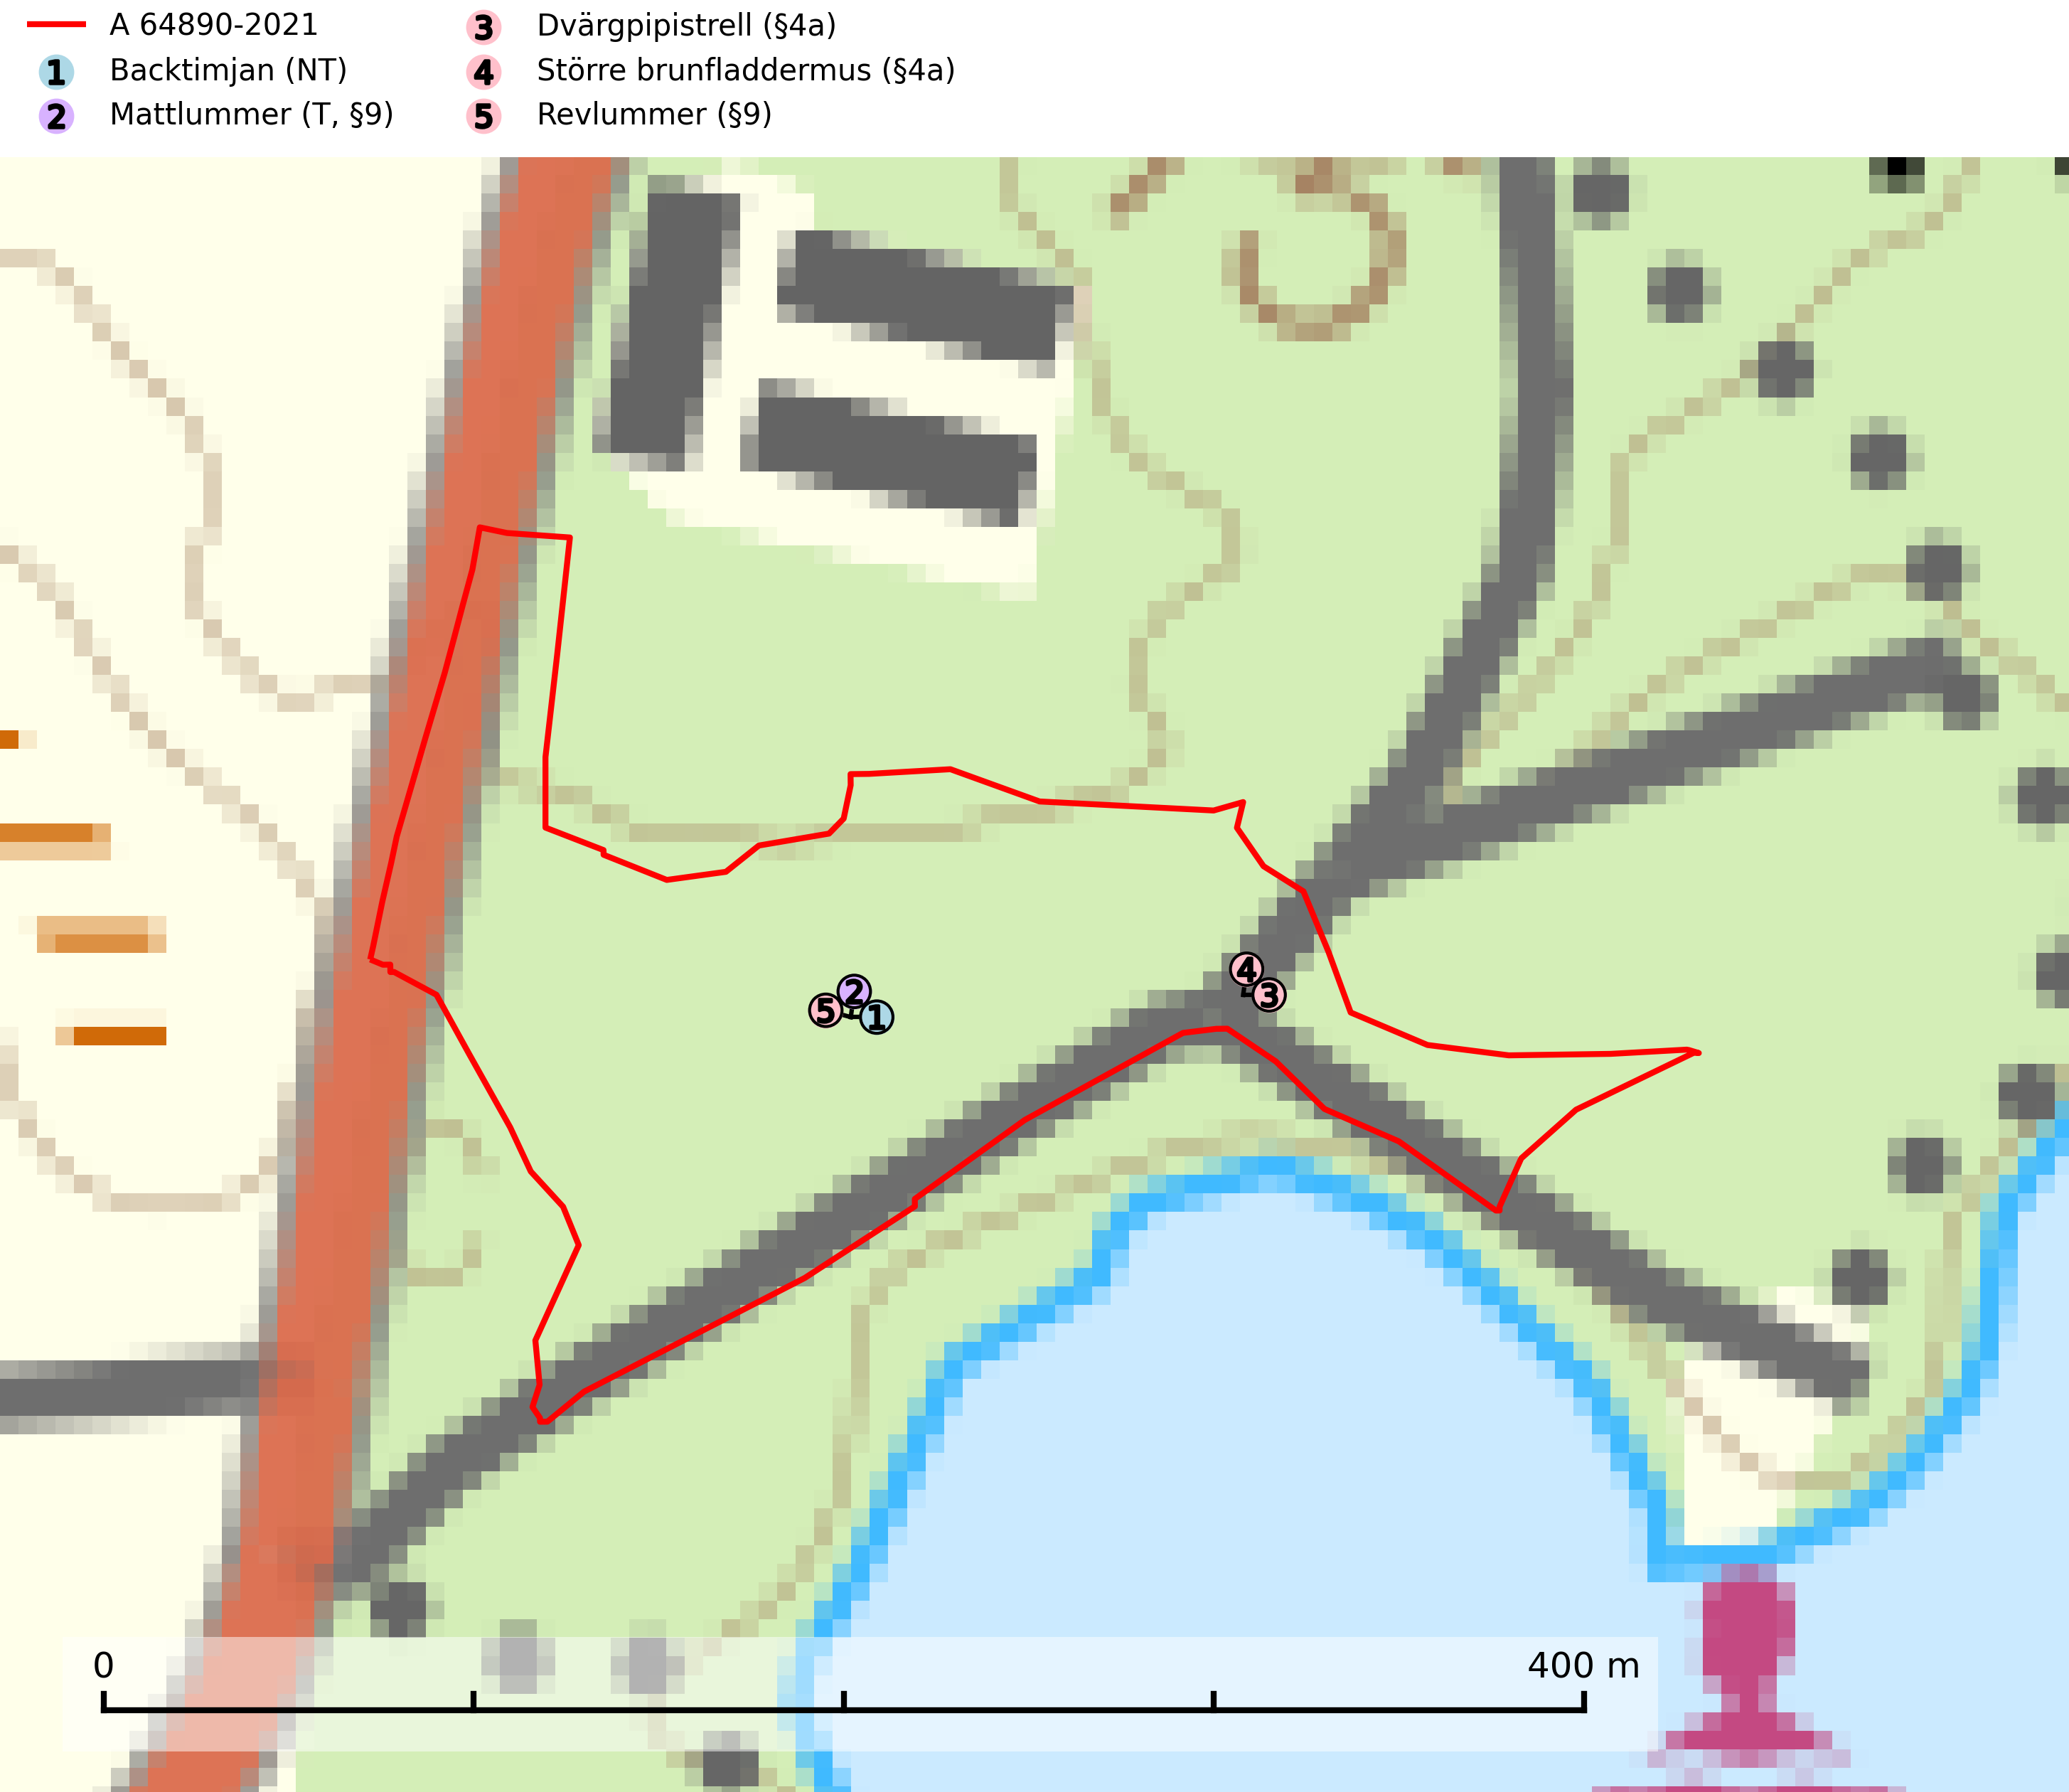 A 64890-2021
1 Backtimjan (NT)
2 Mattlummer (T, §9)
3 Dvärgpipistrell (§4a)
4 Större brunfladdermus (§4a)
5 Revlummer (§9)
4
3
2
5 1
0 400 m